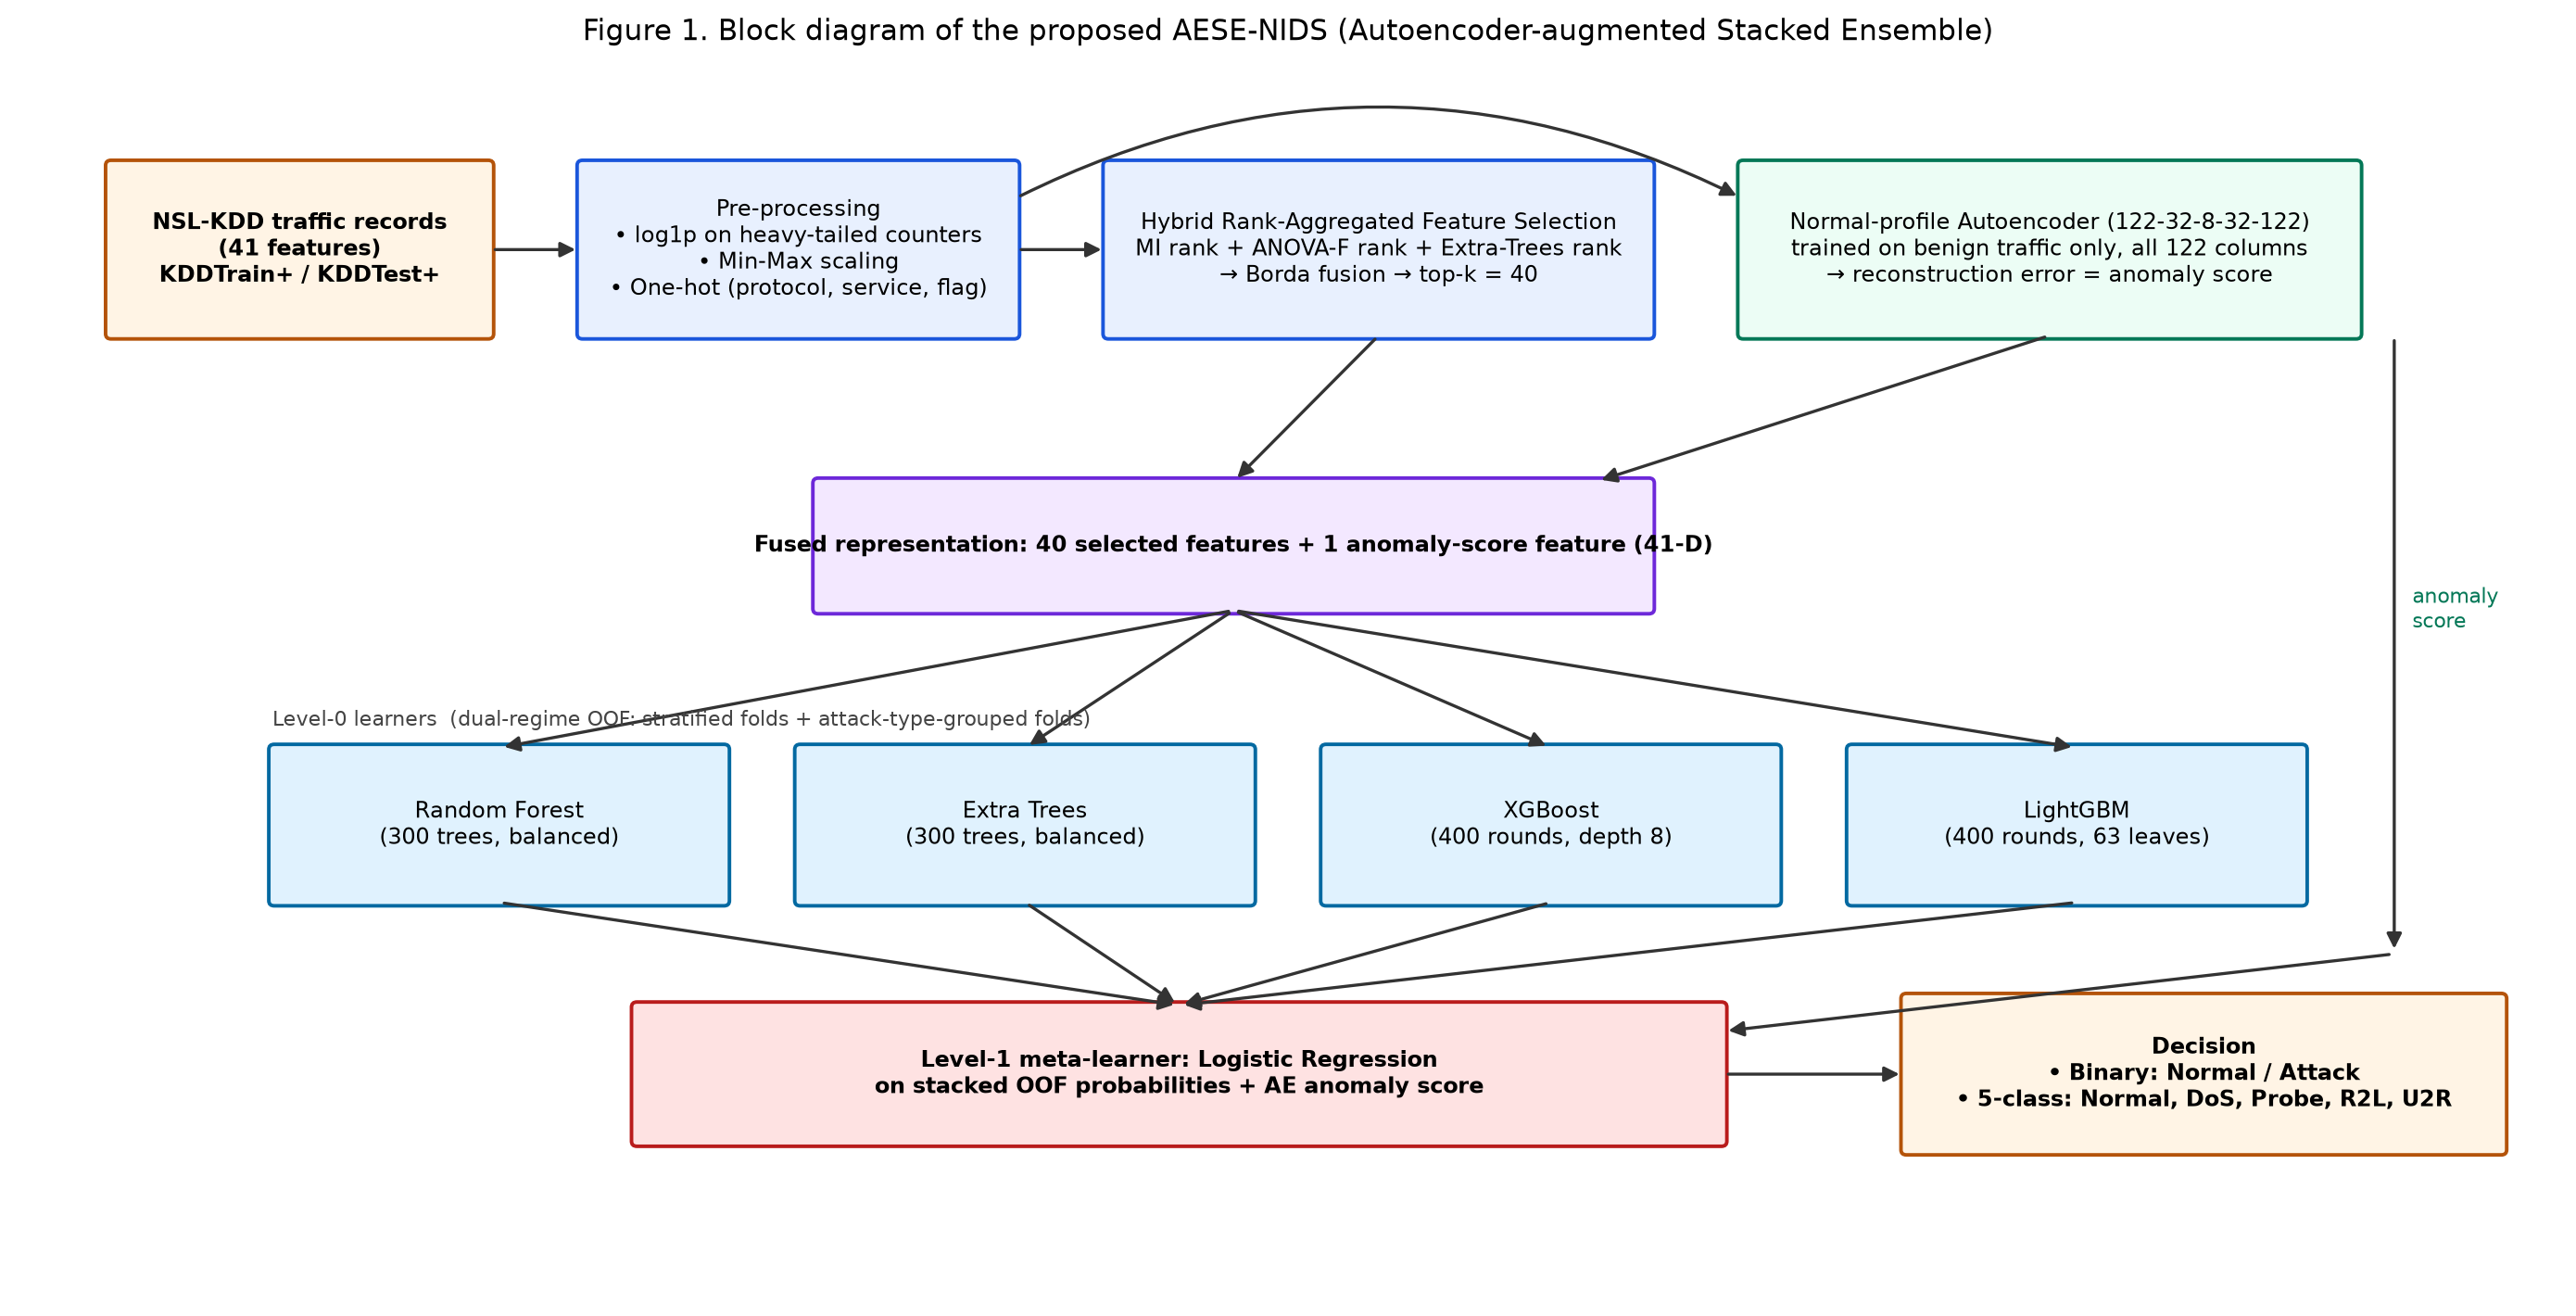 Figure 1. Block diagram of the proposed AESE-NIDS (Autoencoder-augmented Stacked Ensemble)
NSL-KDD traffic records
(41 features)
KDDTrain+ / KDDTest+
Pre-processing
• log1p on heavy-tailed counters
• Min-Max scaling
• One-hot (protocol, service, flag)
Hybrid Rank-Aggregated Feature Selection
MI rank + ANOVA-F rank + Extra-Trees rank
→ Borda fusion → top-k = 40
Normal-profile Autoencoder (122-32-8-32-122)
trained on benign traffic only, all 122 columns
→ reconstruction error = anomaly score
Fused representation: 40 selected features + 1 anomaly-score feature (41-D)
anomaly
score
Level-0 learners (dual-regime OOF: stratified folds + attack-type-grouped folds)
Random Forest
(300 trees, balanced)
Extra Trees
(300 trees, balanced)
XGBoost
(400 rounds, depth 8)
LightGBM
(400 rounds, 63 leaves)
Level-1 meta-learner: Logistic Regression
on stacked OOF probabilities + AE anomaly score
Decision
• Binary: Normal / Attack
• 5-class: Normal, DoS, Probe, R2L, U2R